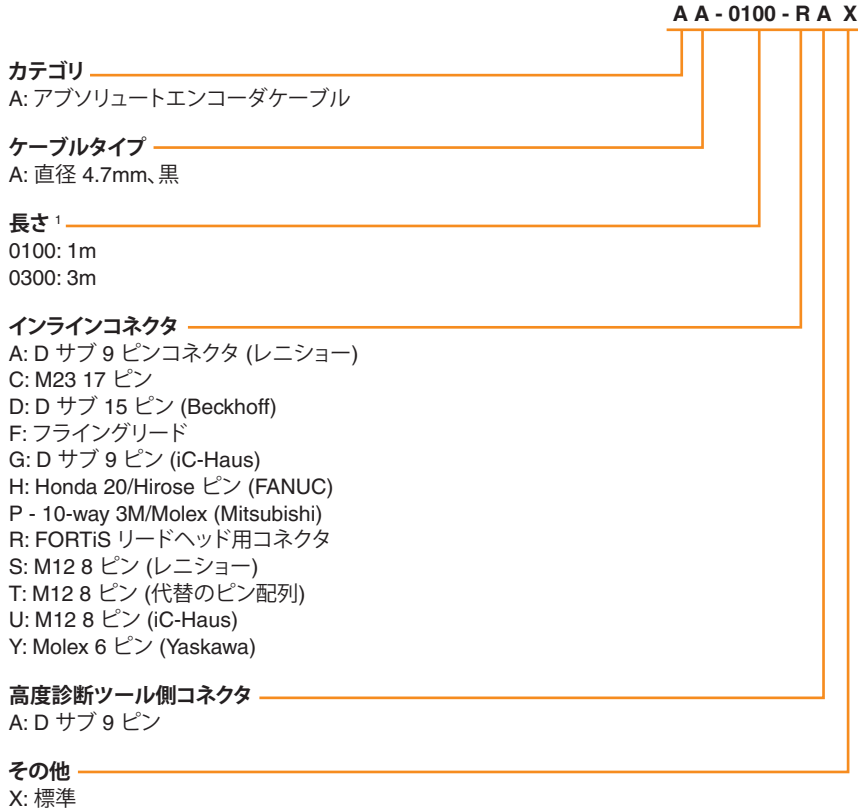 A A - 0100 - R A X
カテゴリ
A: アブソリュートエンコーダケーブル
ケーブルタイプ
A: 直径 4.7mm、黒
長さ 1
0100: 1m
0300: 3m
インラインコネクタ
A: D サブ 9 ピンコネクタ (レニショー)
C: M23 17 ピン
D: D サブ 15 ピン (Beckhoff)
F: フライングリード
G: D サブ 9 ピン (iC-Haus)
H: Honda 20/Hirose ピン (FANUC)
P - 10-way 3M/Molex (Mitsubishi)
R: FORTiS リードヘッド用コネクタ
S: M12 8 ピン (レニショー)
T: M12 8 ピン (代替のピン配列)
U: M12 8 ピン (iC-Haus)
Y: Molex 6 ピン (Yaskawa)
高度診断ツール側コネクタ
A: D サブ 9 ピン
その他
X: 標準